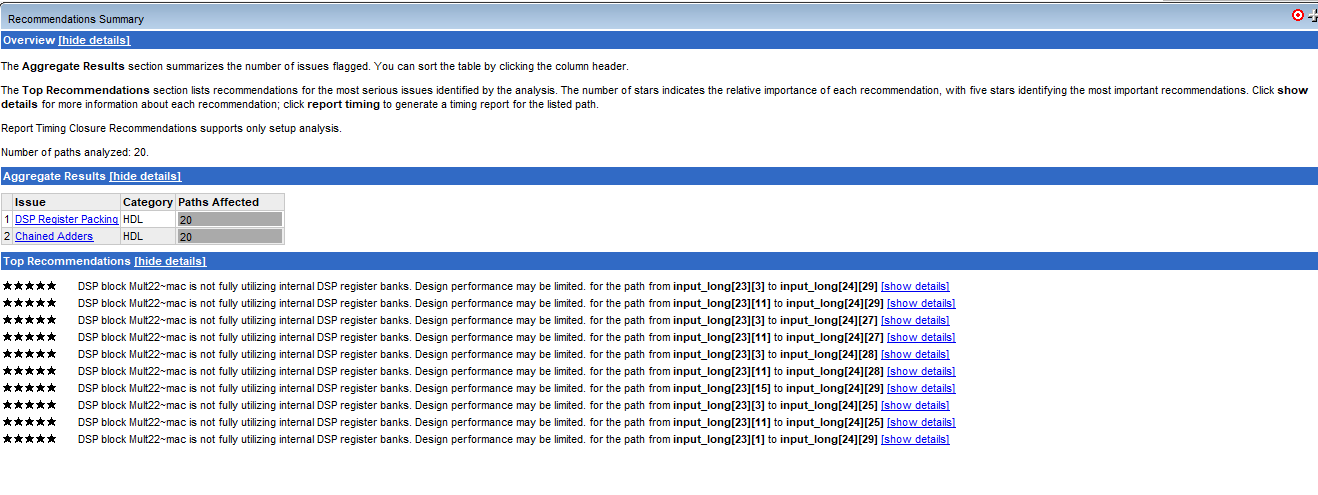 Recommendations Summary
Overview [hide details]
The Aggregate Results section summarizes the number of issues flagged. You can sort the table by clicking the column header.
The Top Recommendations section lists recommendations for the most serious issues identified by the analysis. The number of stars indicates the relative importance of each recommendation, with five stars identifying the most important recommendations. Click show
details for more information about each recommendation; click report timing to generate a timing report for the listed path.
Report Timing Closure Recommendations supports only setup analysis.
Number of paths analyzed: 20.
Aggregate Results [hide details]
Issue Category Paths Affected
1 DSP Register Packing HDL 20
2 Chained Adders HDL 20
Top Recommendations [hide details]
★★★★★ DSP block Mult22~mac is not fully utilizing internal DSP register banks. Design performance may be limited. for the path from input_long[23][3] to input_long[24][29] [show details]
★★★★★ DSP block Mult22~mac is not fully utilizing internal DSP register banks. Design performance may be limited. for the path from input_long[23][11] to input_long[24][29] [show details]
★★★★★ DSP block Mult22~mac is not fully utilizing internal DSP register banks. Design performance may be limited. for the path from input_long[23][3] to input_long[24][27] [show details]
★★★★★ DSP block Mult22~mac is not fully utilizing internal DSP register banks. Design performance may be limited. for the path from input_long[23][11] to input_long[24][27] [show details]
★★★★★ DSP block Mult22~mac is not fully utilizing internal DSP register banks. Design performance may be limited. for the path from input_long[23][3] to input_long[24][28] [show details]
★★★★★ DSP block Mult22~mac is not fully utilizing internal DSP register banks. Design performance may be limited. for the path from input_long[23][11] to input_long[24][28] [show details]
★★★★★ DSP block Mult22~mac is not fully utilizing internal DSP register banks. Design performance may be limited. for the path from input_long[23][15] to input_long[24][29] [show details]
★★★★★ DSP block Mult22~mac is not fully utilizing internal DSP register banks. Design performance may be limited. for the path from input_long[23][3] to input_long[24][25] [show details]
★★★★★ DSP block Mult22~mac is not fully utilizing internal DSP register banks. Design performance may be limited. for the path from input_long[23][11] to input_long[24][25] [show details]
★★★★★ DSP block Mult22~mac is not fully utilizing internal DSP register banks. Design performance may be limited. for the path from input_long[23][1] to input_long[24][29] [show details]